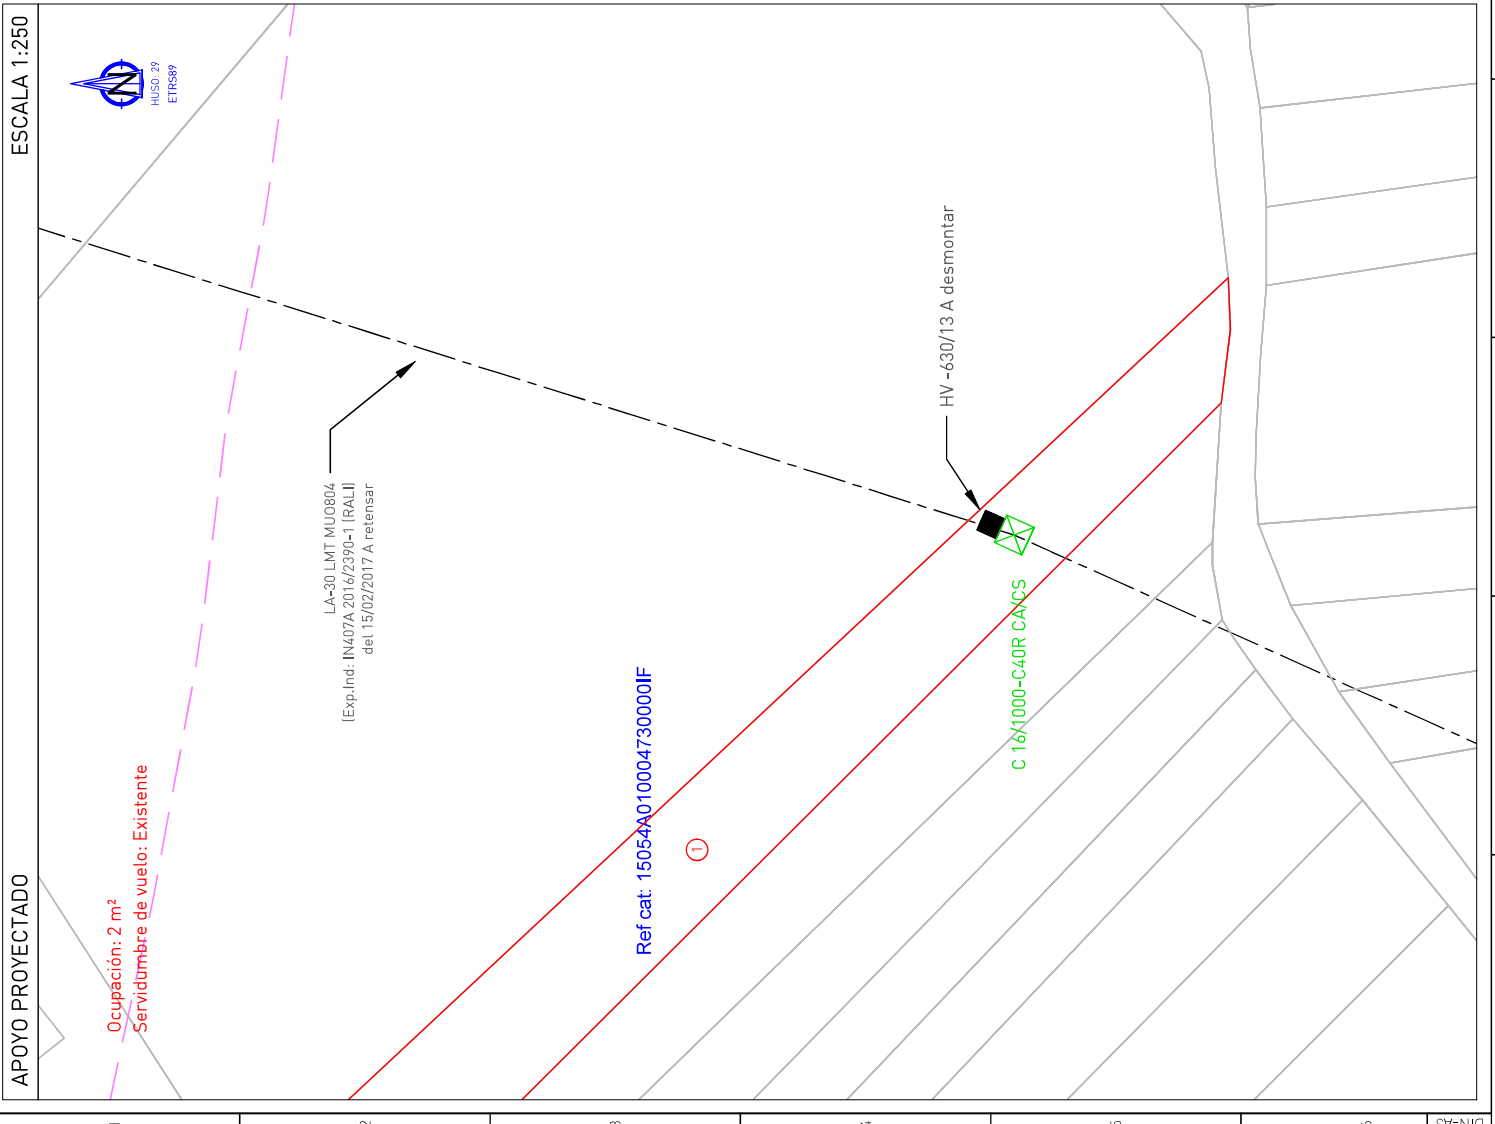 APOYO PROYECTADO
ESCALA 1:250
N
HUSO: 29
ETRS89
Ocupación: 2 m²
Servidumbre de vuelo: Existente
LA-30 LMT MUO804
(Exp.Ind: IN407A 2016/2390-1 (RALI)
del 15/02/2017 A retensar
Ref cat: 15054A010004730000IF
1
HV -630/13 A desmontar
C 16/1000-C40R CA/CS